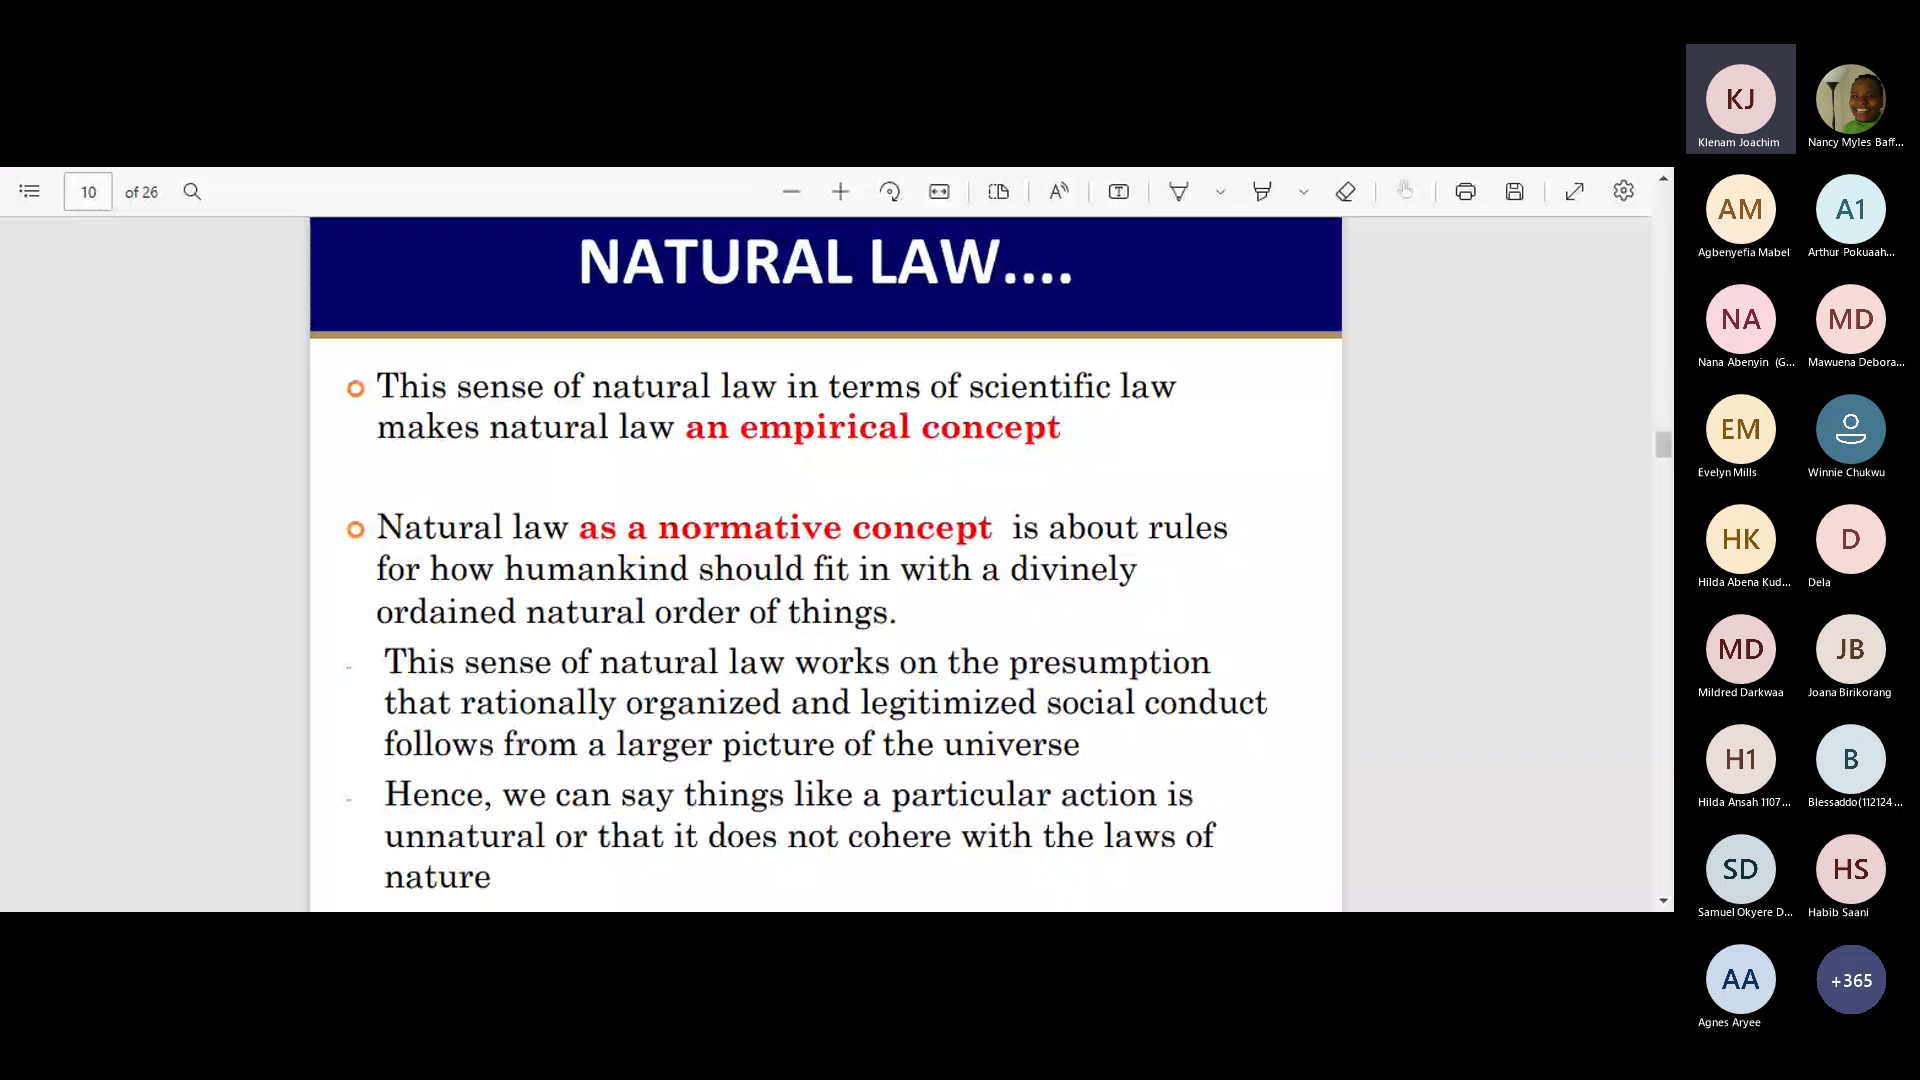 10 of 26
NATURAL LAW....
This sense of natural law in terms of scientific law
makes natural law an empirical concept
Natural law as a normative concept is about rules
for how humankind should fit in with a divinely
ordained natural order of things.
- This sense of natural law works on the presumption
that rationally organized and legitimized social conduct
follows from a larger picture of the universe
- Hence, we can say things like a particular action is
unnatural or that it does not cohere with the laws of
nature
KJ
Klenam Joachim
Nancy Myles Baff...
AM
Agbenyefia Mabel
A1
Arthur Pokuaah...
NA
Nana Abenyin (G...
MD
Mawuena Debora...
EM
Evelyn Mills
Winnie Chukwu
HK
Hilda Abena Kud...
D
Dela
MD
Mildred Darkwaa
JB
Joana Birikorang
H1
Hilda Ansah 1107...
B
Blessaddo(112124...
SD
Samuel Okyere D...
HS
Habib Saani
AA
Agnes Aryee
+365